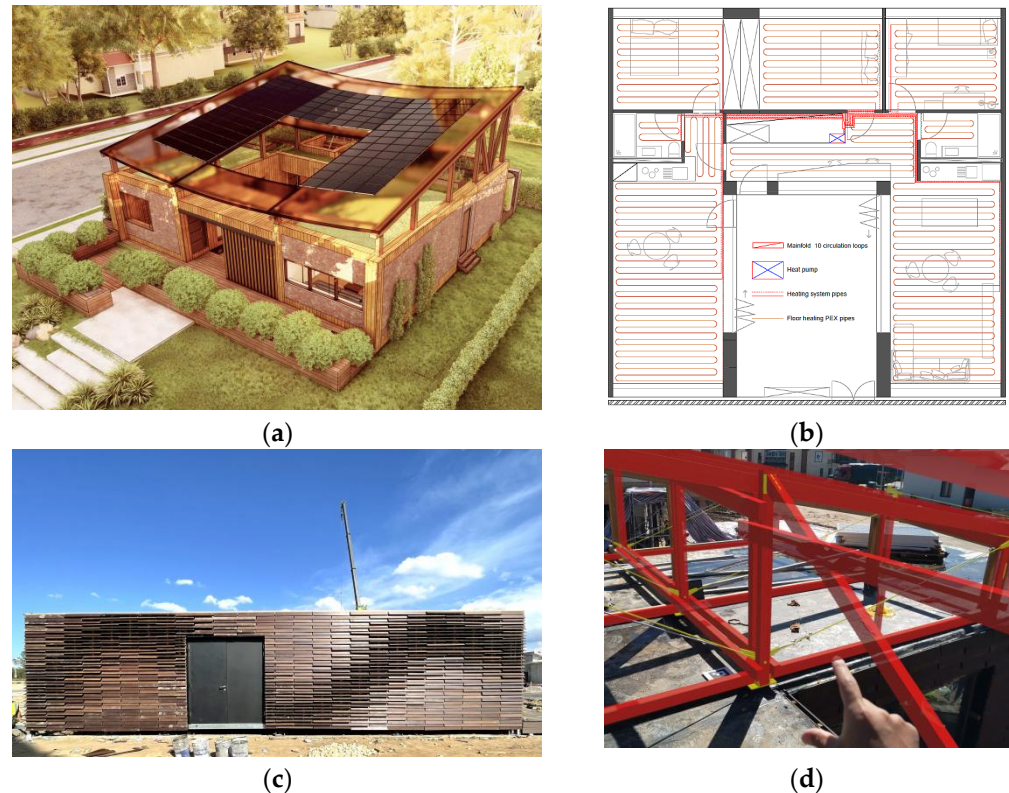 Mainfold 10 circulation loops
Heat pump
Heating system pipes
Floor heating PEX pipes
(a)
(b)
(c)
(d)